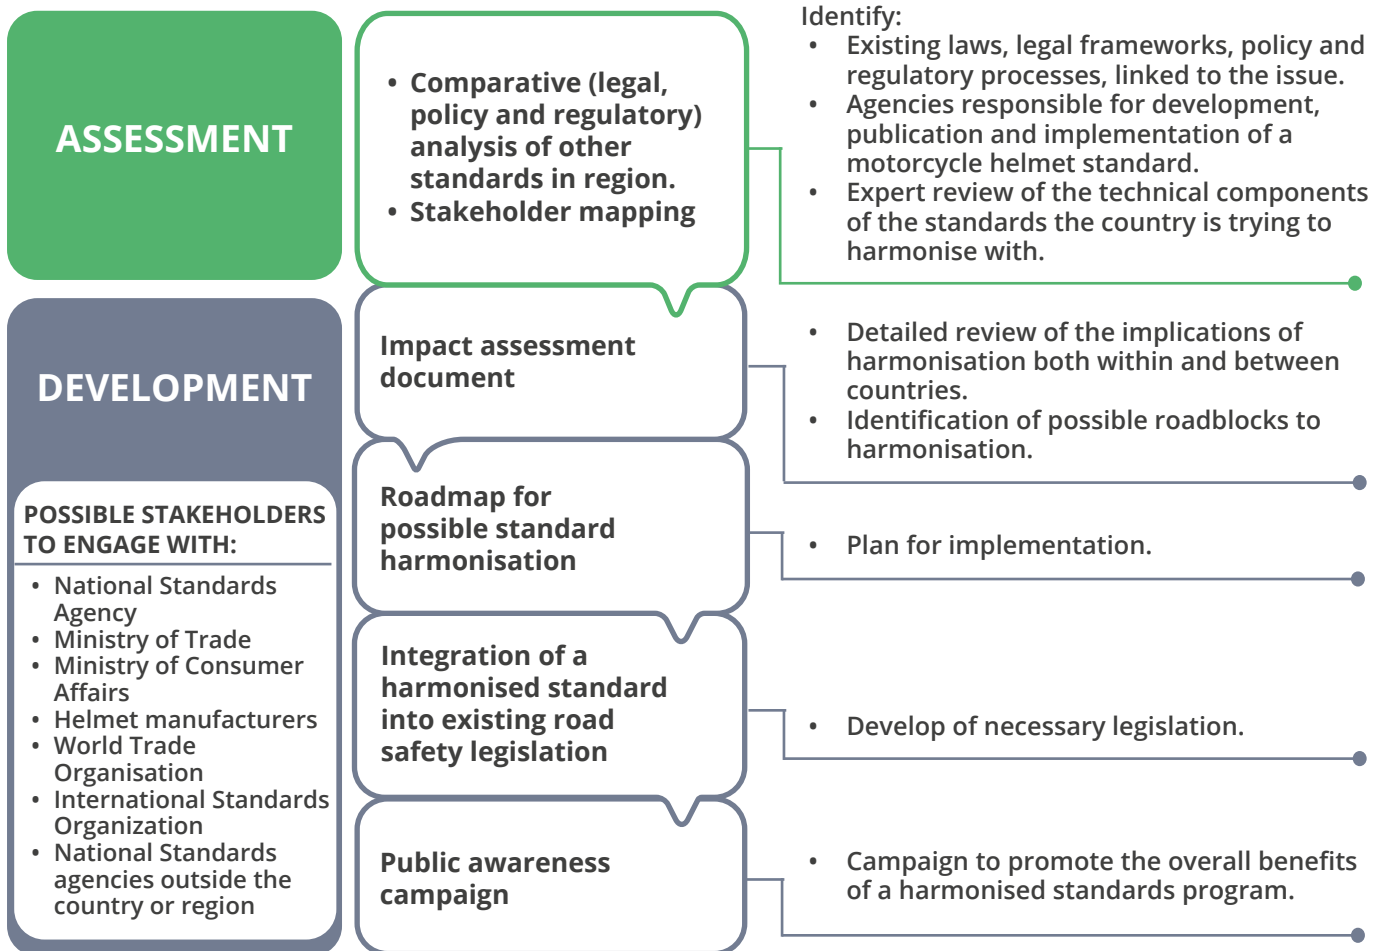 ASSESSMENT
• Comparative (legal,
policy and regulatory)
analysis of other
standards in region.
• Stakeholder mapping
Identify:
• Existing laws, legal frameworks, policy and
regulatory processes, linked to the issue.
• Agencies responsible for development,
publication and implementation of a
motorcycle helmet standard.
• Expert review of the technical components
of the standards the country is trying to
harmonise with.
DEVELOPMENT
POSSIBLE STAKEHOLDERS
TO ENGAGE WITH:
• National Standards
Agency
• Ministry of Trade
• Ministry of Consumer
Affairs
• Helmet manufacturers
• World Trade
Organisation
• International Standards
Organization
• National Standards
agencies outside the
country or region
Impact assessment
document
• Detailed review of the implications of
harmonisation both within and between
countries.
• Identification of possible roadblocks to
harmonisation.
Roadmap for
possible standard
harmonisation
• Plan for implementation.
Integration of a
harmonised standard
into existing road
safety legislation
• Develop of necessary legislation.
Public awareness
campaign
• Campaign to promote the overall benefits
of a harmonised standards program.